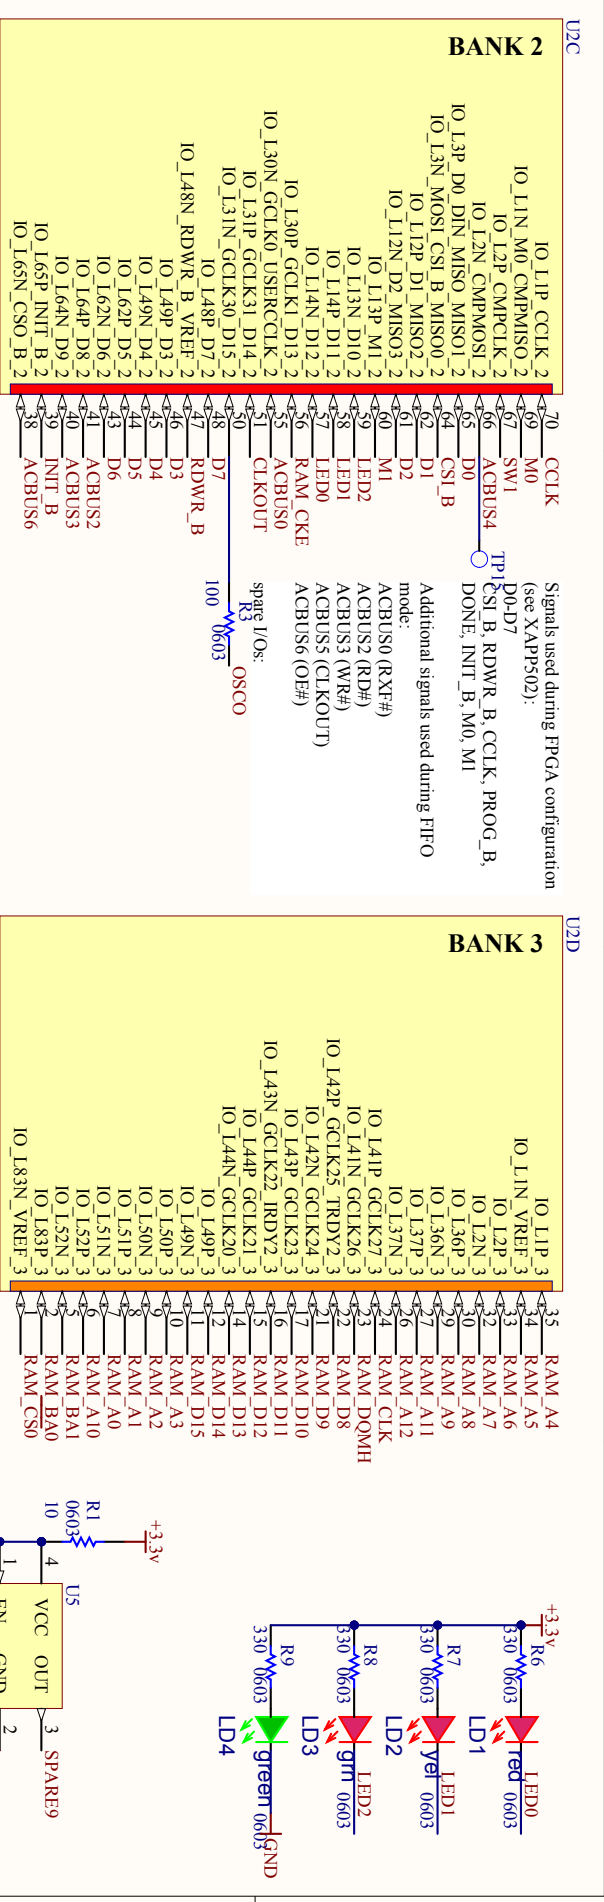 U2C
BANK 2
IO_L1P_CCLK_2 70 CCLK
IO_L1N_M0_CMPMISO_2 69 M0
IO_L2P_CMPCLK_2 67 SW1
IO_L2N_CMPMOSI_2 66 ACBUS4
IO_L3P_D0_DIN_MISO_MISO1_2 65 D0
IO_L3N_MOSI_CSI_B_MISO0_2 64 CSI_B
IO_L12P_D1_MISO2_2 62 D1
IO_L12N_D2_MISO3_2 61 D2
IO_L13P_M1_2 60 M1
IO_L13N_D10_2 59 LED2
IO_L14P_D11_2 58 LED1
IO_L14N_D12_2 57 LED0
IO_L30P_GCLK1_D13_2 56 RAM_CKE
IO_L30N_GCLK0_USERCCLK_2 55 ACBUS0
IO_L31P_GCLK31_D14_2 51 CLKOUT
IO_L31N_GCLK30_D15_2 50
IO_L48P_D7_2 48 D7
IO_L48N_RDWR_B_VREF_2 47 RDWR_B
IO_L49P_D3_2 46 D3
IO_L49N_D4_2 45 D4
IO_L62P_D5_2 44 D5
IO_L62N_D6_2 43 D6
IO_L64P_D8_2 41 ACBUS2
IO_L64N_D9_2 40 ACBUS3
IO_L65P_INIT_B_2 39 INIT_B
IO_L65N_CSO_B_2 38 ACBUS6
TP15
R3
100 0603
OSCO
Signals used during FPGA configuration
(see XAPP502):
D0-D7
CSI_B, RDWR_B, CCLK, PROG_B,
DONE, INIT_B, M0, M1
Additional signals used during FIFO
mode:
ACBUS0 (RXF#)
ACBUS2 (RD#)
ACBUS3 (WR#)
ACBUS5 (CLKOUT)
ACBUS6 (OE#)
spare I/Os:
U2D
BANK 3
IO_L1P_3 35 RAM_A4
IO_L1N_VREF_3 34 RAM_A5
IO_L2P_3 33 RAM_A6
IO_L2N_3 32 RAM_A7
IO_L36P_3 30 RAM_A8
IO_L36N_3 29 RAM_A9
IO_L37P_3 27 RAM_A11
IO_L37N_3 26 RAM_A12
IO_L41P_GCLK27_3 24 RAM_CLK
IO_L41N_GCLK26_3 23 RAM_DQMH
IO_L42P_GCLK25_TRDY2_3 22 RAM_D8
IO_L42N_GCLK24_3 21 RAM_D9
IO_L43P_GCLK23_3 17 RAM_D10
IO_L43N_GCLK22_IRDY2_3 16 RAM_D11
IO_L44P_GCLK21_3 15 RAM_D12
IO_L44N_GCLK20_3 14 RAM_D13
IO_L49P_3 12 RAM_D14
IO_L49N_3 11 RAM_D15
IO_L50P_3 10 RAM_A3
IO_L50N_3 9 RAM_A2
IO_L51P_3 8 RAM_A1
IO_L51N_3 7 RAM_A0
IO_L52P_3 6 RAM_A10
IO_L52N_3 5 RAM_BA1
IO_L83P_3 2 RAM_BA0
IO_L83N_VREF_3 1 RAM_CS0
+3.3v
R6
330 0603
LD1
red
LED0
0603
R7
330 0603
LD2
yel
LED1
0603
R8
330 0603
LD3
grn
LED2
0603
R9
330 0603
LD4
green
0603
GND
+3.3v
R1
0603
10
U5
4 VCC OUT 3 SPARE9
1 EN GND 2